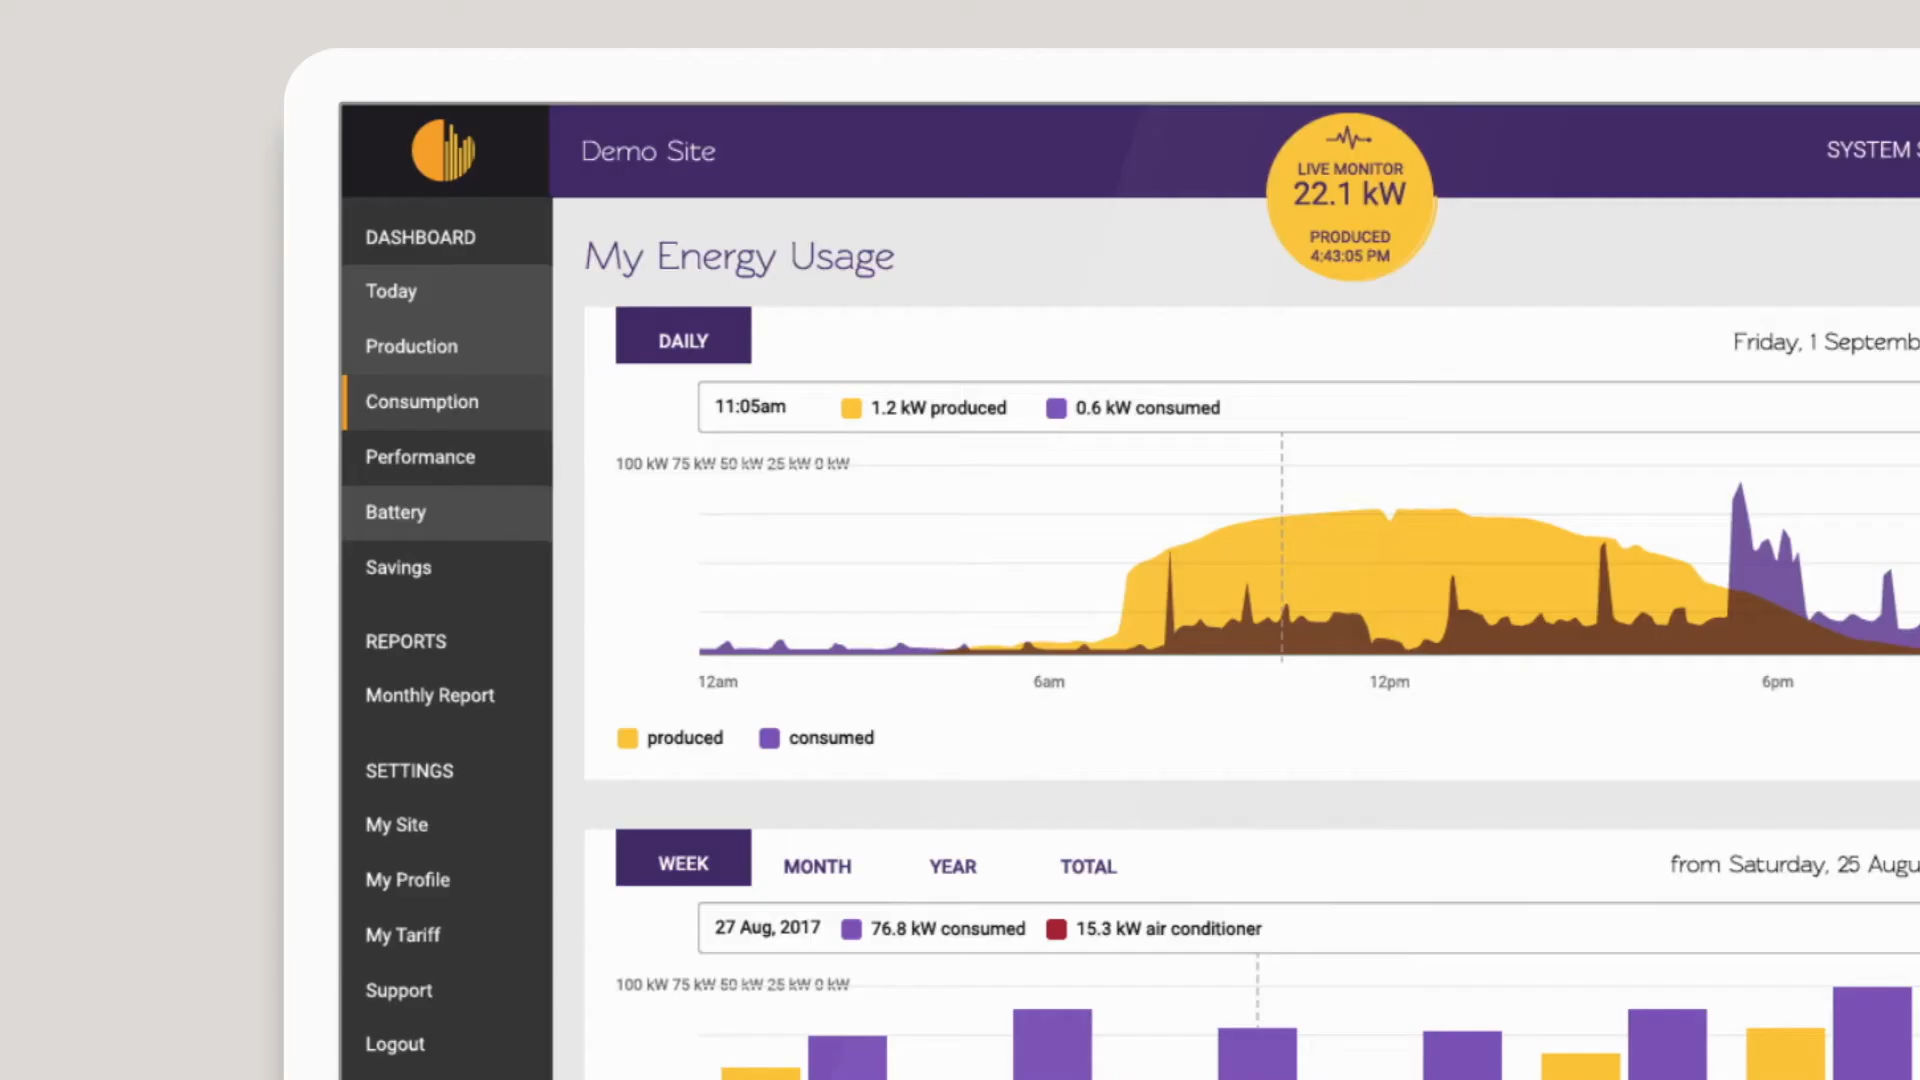 Demo Site
LIVE MONITOR
22.1 kW
PRODUCED
4:43:05 PM
SYSTEM
DASHBOARD
Today
Production
Consumption
Performance
Battery
Savings
REPORTS
Monthly Report
SETTINGS
My Site
My Profile
My Tariff
Support
Logout
My Energy Usage
DAILY
Friday, 1 Septemb
11:05am 1.2 kW produced 0.6 kW consumed
100 kW 75 kW 50 kW 25 kW 0 kW
12am 6am 12pm 6pm
produced consumed
WEEK MONTH YEAR TOTAL
from Saturday, 25 Augu
27 Aug, 2017 76.8 kW consumed 15.3 kW air conditioner
100 kW 75 kW 50 kW 25 kW 0 kW